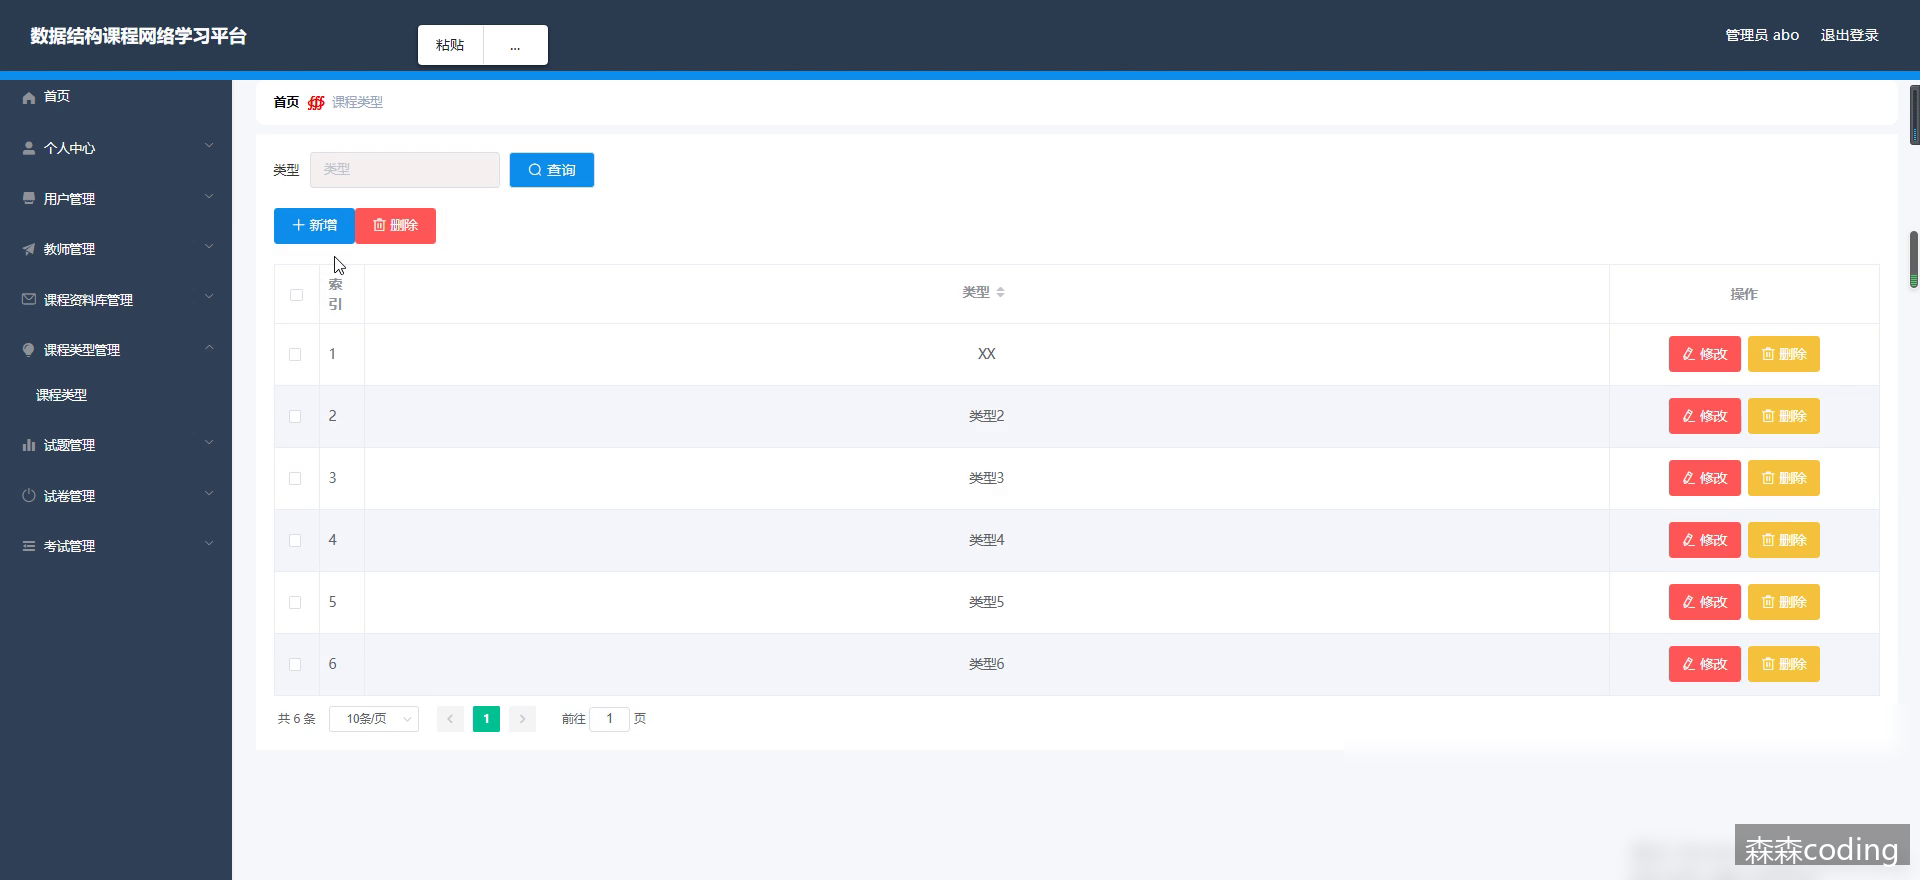 数据结构课程网络学习平台
粘贴 ...
管理员 abo 退出登录
首页
个人中心
用户管理
教师管理
课程资料库管理
课程类型管理
课程类型
试题管理
试卷管理
考试管理
首页 课程类型
类型 类型 查询
新增 删除
索引 类型 操作
1 XX 修改 删除
2 类型2 修改 删除
3 类型3 修改 删除
4 类型4 修改 删除
5 类型5 修改 删除
6 类型6 修改 删除
共 6 条 10条/页 1 前往 1 页
森森coding